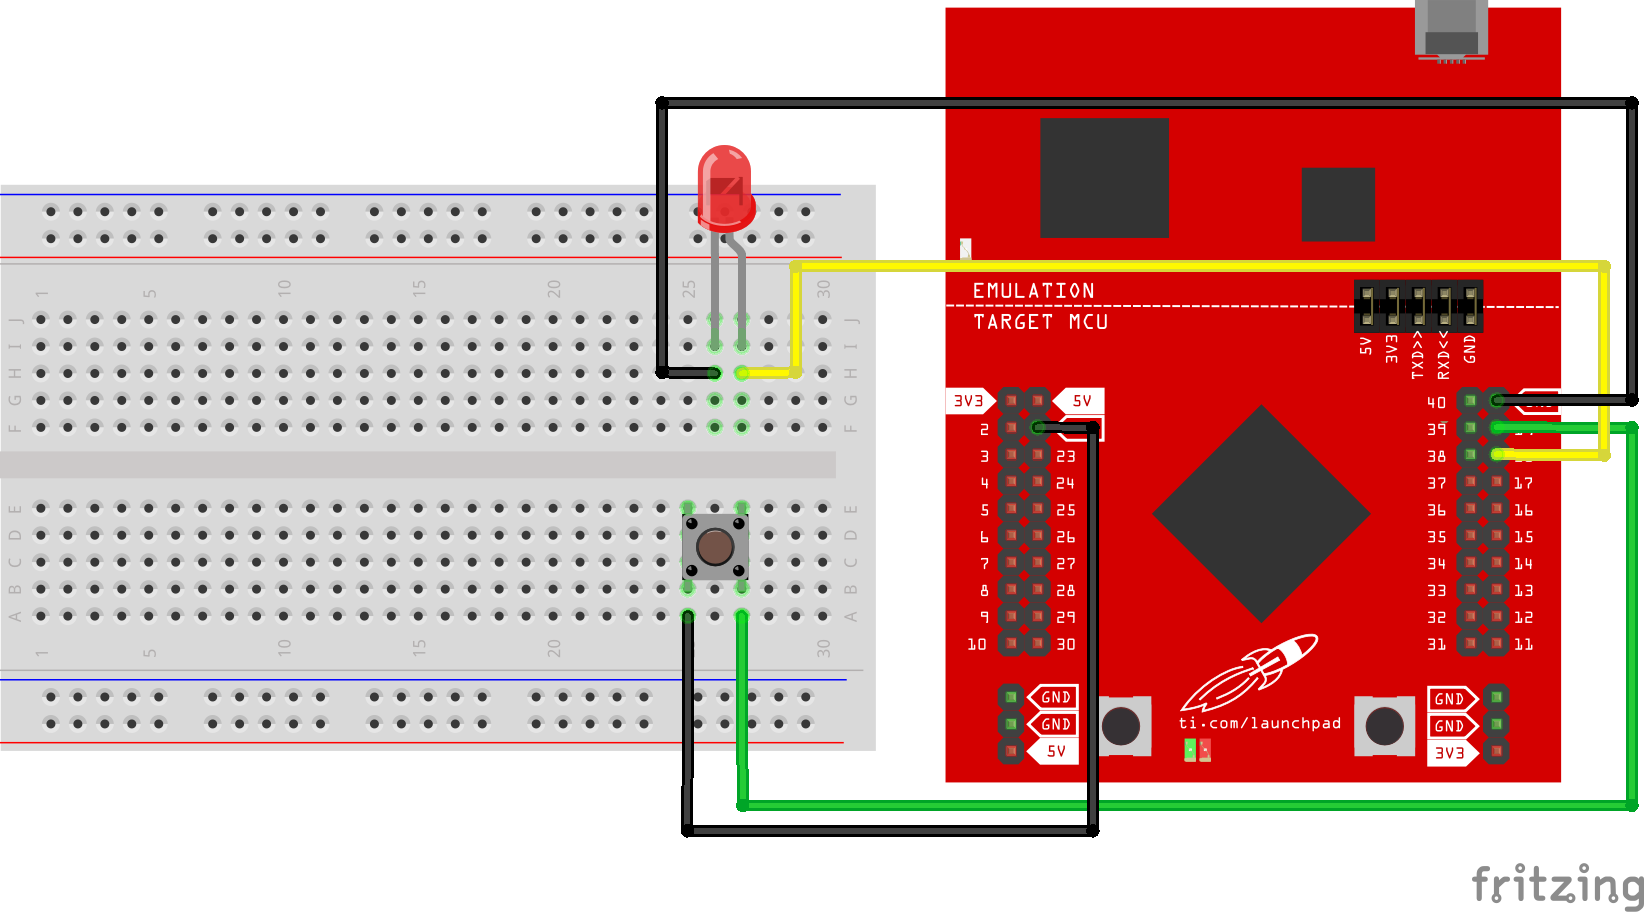 1 5 10 15 20 25 30
J J
I I
H H
G G
F F
E E
D D
C C
B B
A A
1 5 10 15 20 30
EMULATION
TARGET MCU
5V 3V3 TXD>> RXD<< GND
3V3 5V
2
3 23
4 24
5 25
6 26
7 27
8 28
9 29
10 30
GND
GND
5V
40
39
38
37 17
36 16
35 15
34 14
33 13
32 12
31 11
GND
GND
3V3
ti.com/launchpad
fritzing